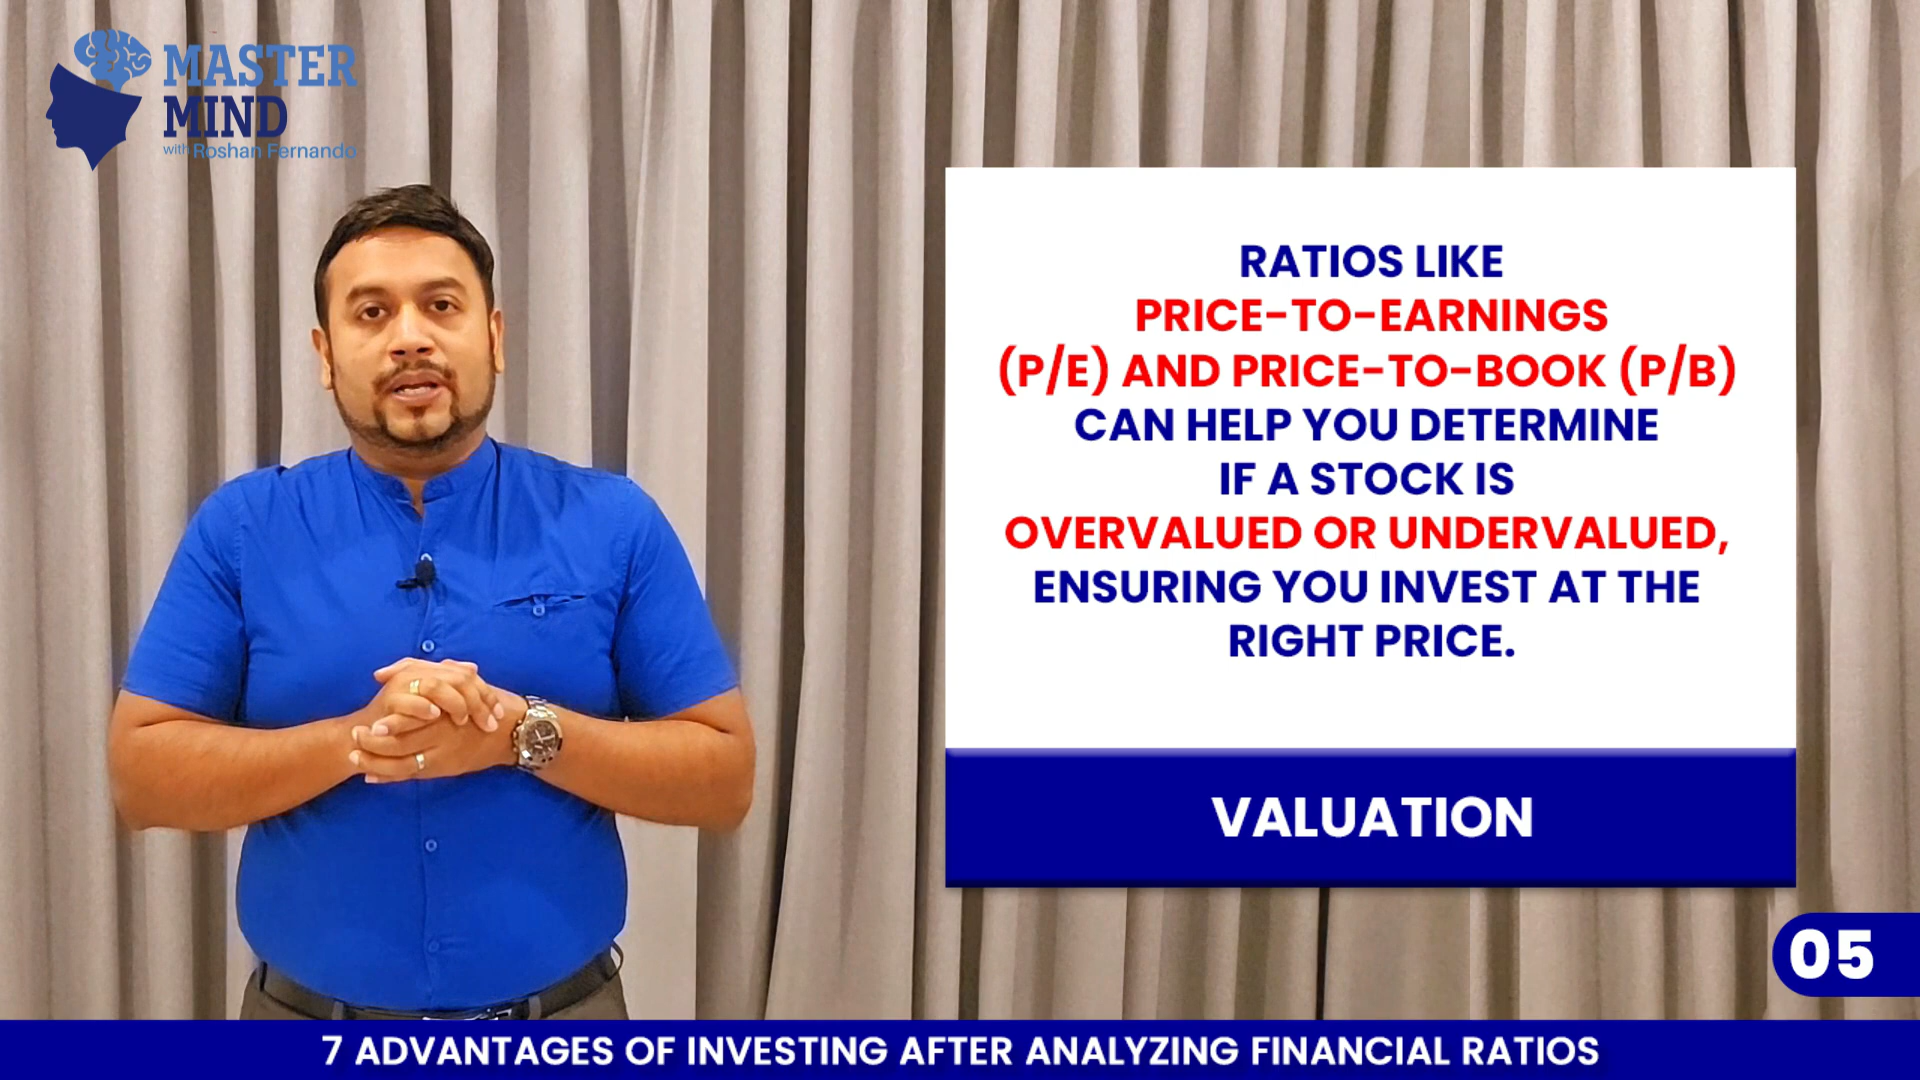 MASTER
MIND
with Roshan Fernando
RATIOS LIKE
PRICE-TO-EARNINGS
(P/E) AND PRICE-TO-BOOK (P/B)
CAN HELP YOU DETERMINE
IF A STOCK IS
OVERVALUED OR UNDERVALUED,
ENSURING YOU INVEST AT THE
RIGHT PRICE.
VALUATION
05
7 ADVANTAGES OF INVESTING AFTER ANALYZING FINANCIAL RATIOS